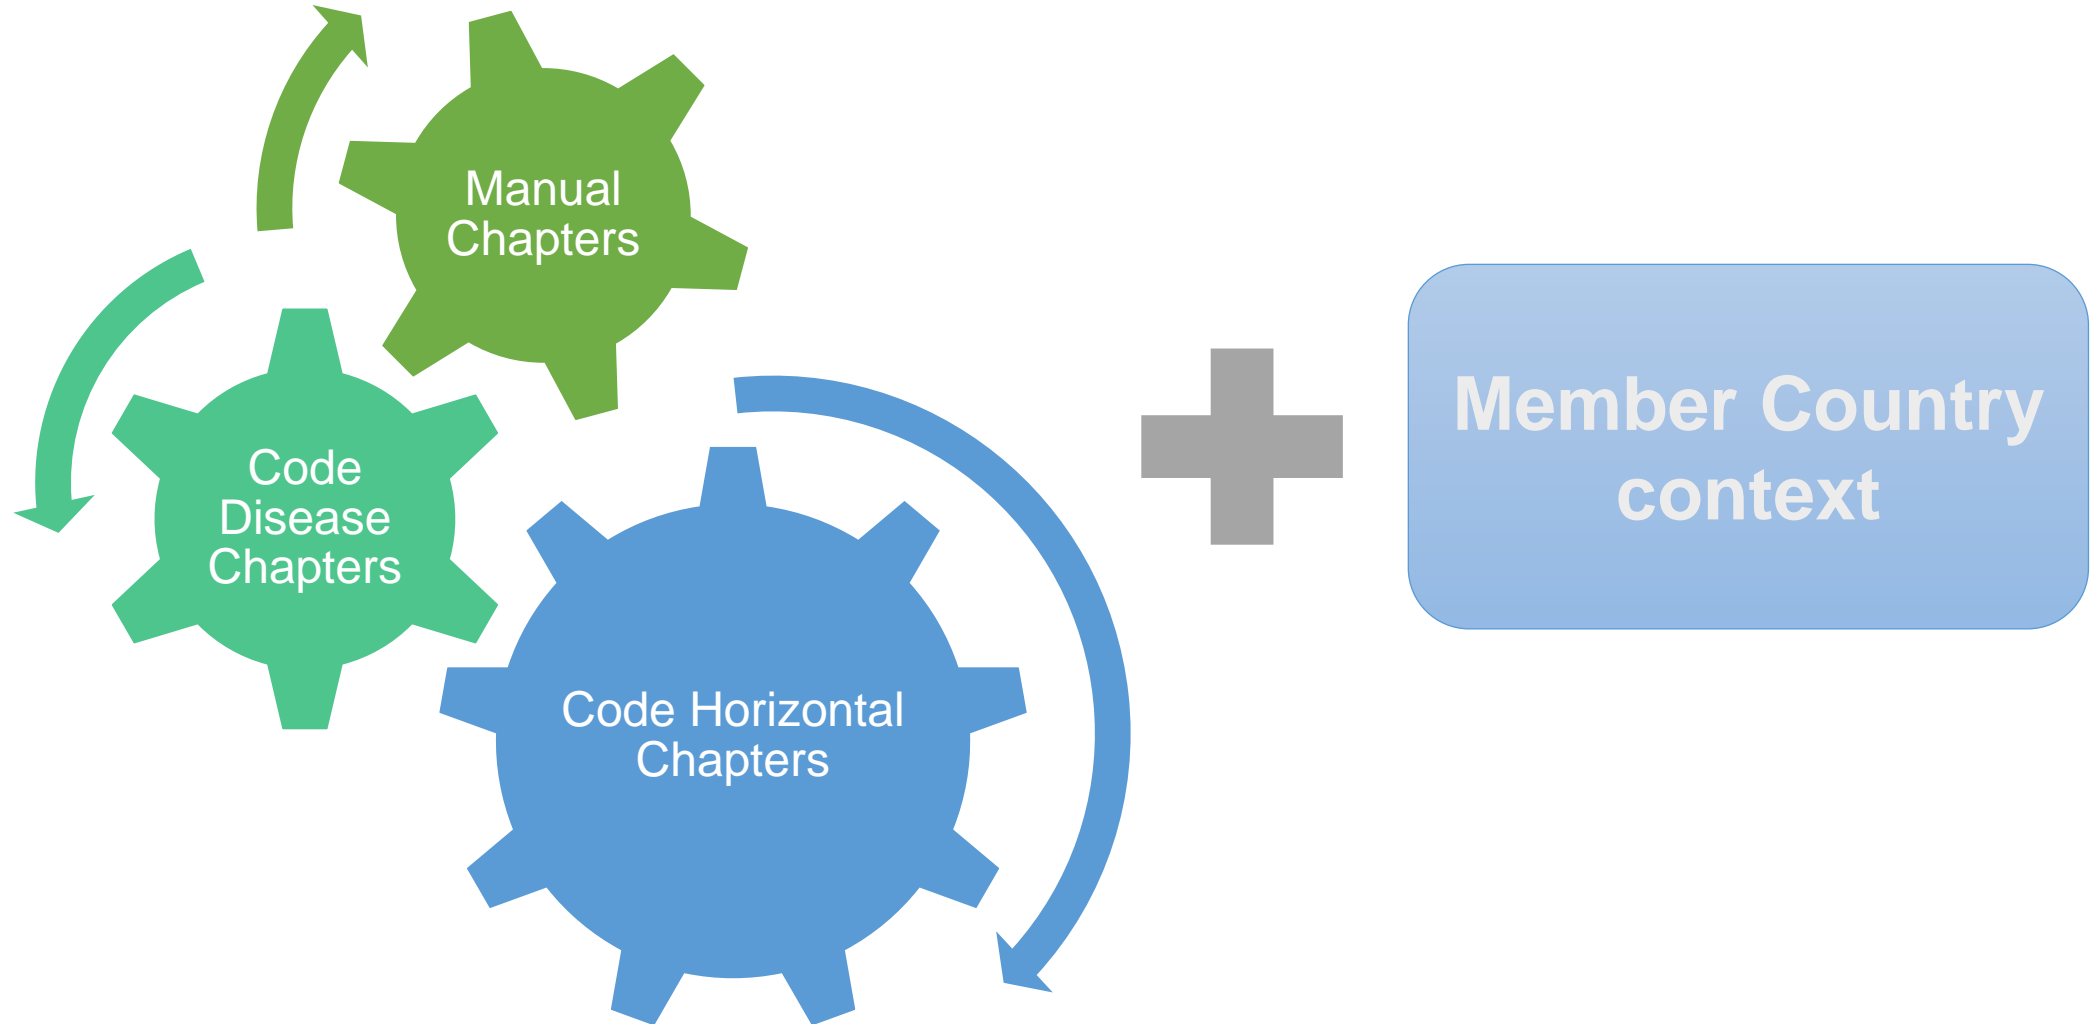 Manual
Chapters
Code
Disease
Chapters
Code Horizontal
Chapters
Member Country
context